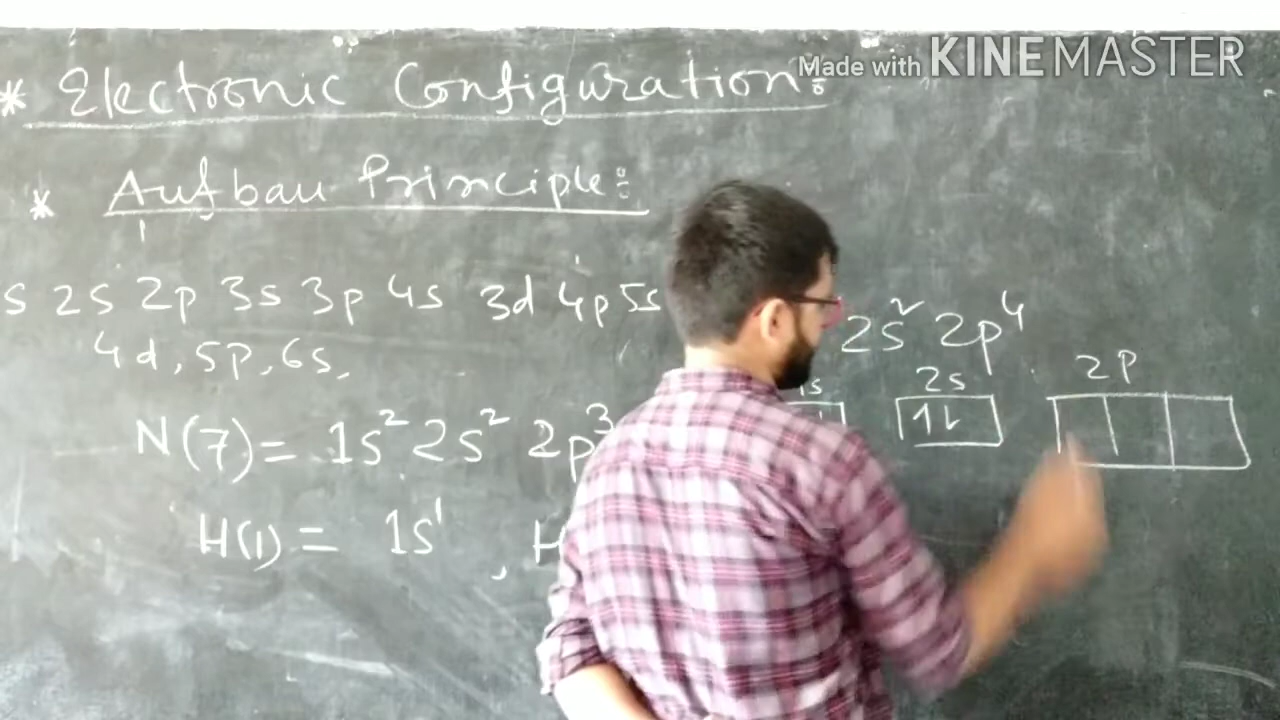 Made with KINEMASTER
* Electronic Configuration:
* Aufbau Principle:
s 2s 2p 3s 3p 4s 3d 4p 5s
4d, 5p, 6s,
N(7) = 1s² 2s² 2p³
H(1) = 1s¹ , H
2s² 2p⁴
1s 2s 2p
1↓